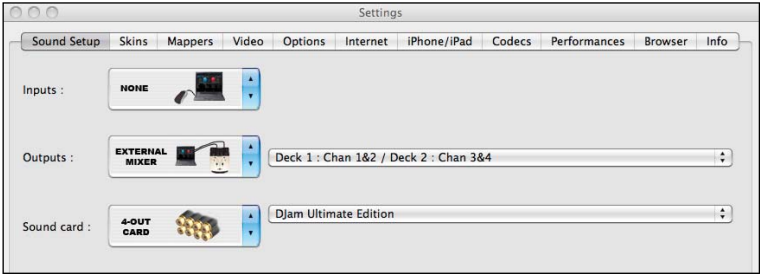 Settings
Sound Setup Skins Mappers Video Options Internet iPhone/iPad Codecs Performances Browser Info
Inputs : NONE
Outputs : EXTERNAL MIXER Deck 1 : Chan 1&2 / Deck 2 : Chan 3&4
Sound card : 4-OUT CARD DJam Ultimate Edition